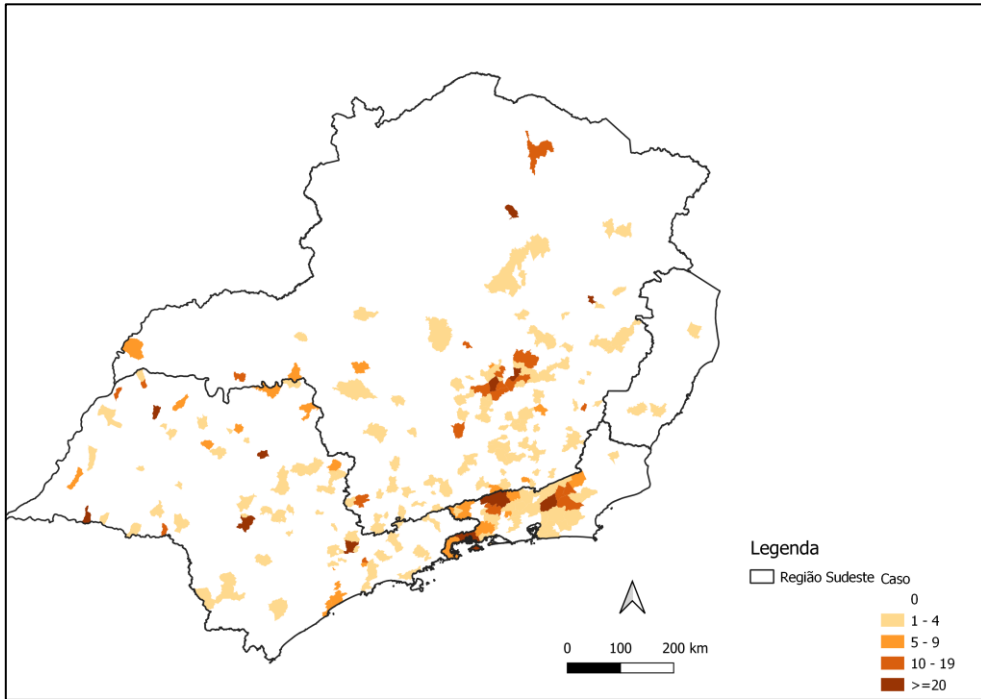 Legenda
Região Sudeste
Caso
0
1 - 4
5 - 9
10 - 19
>=20
0 100 200 km